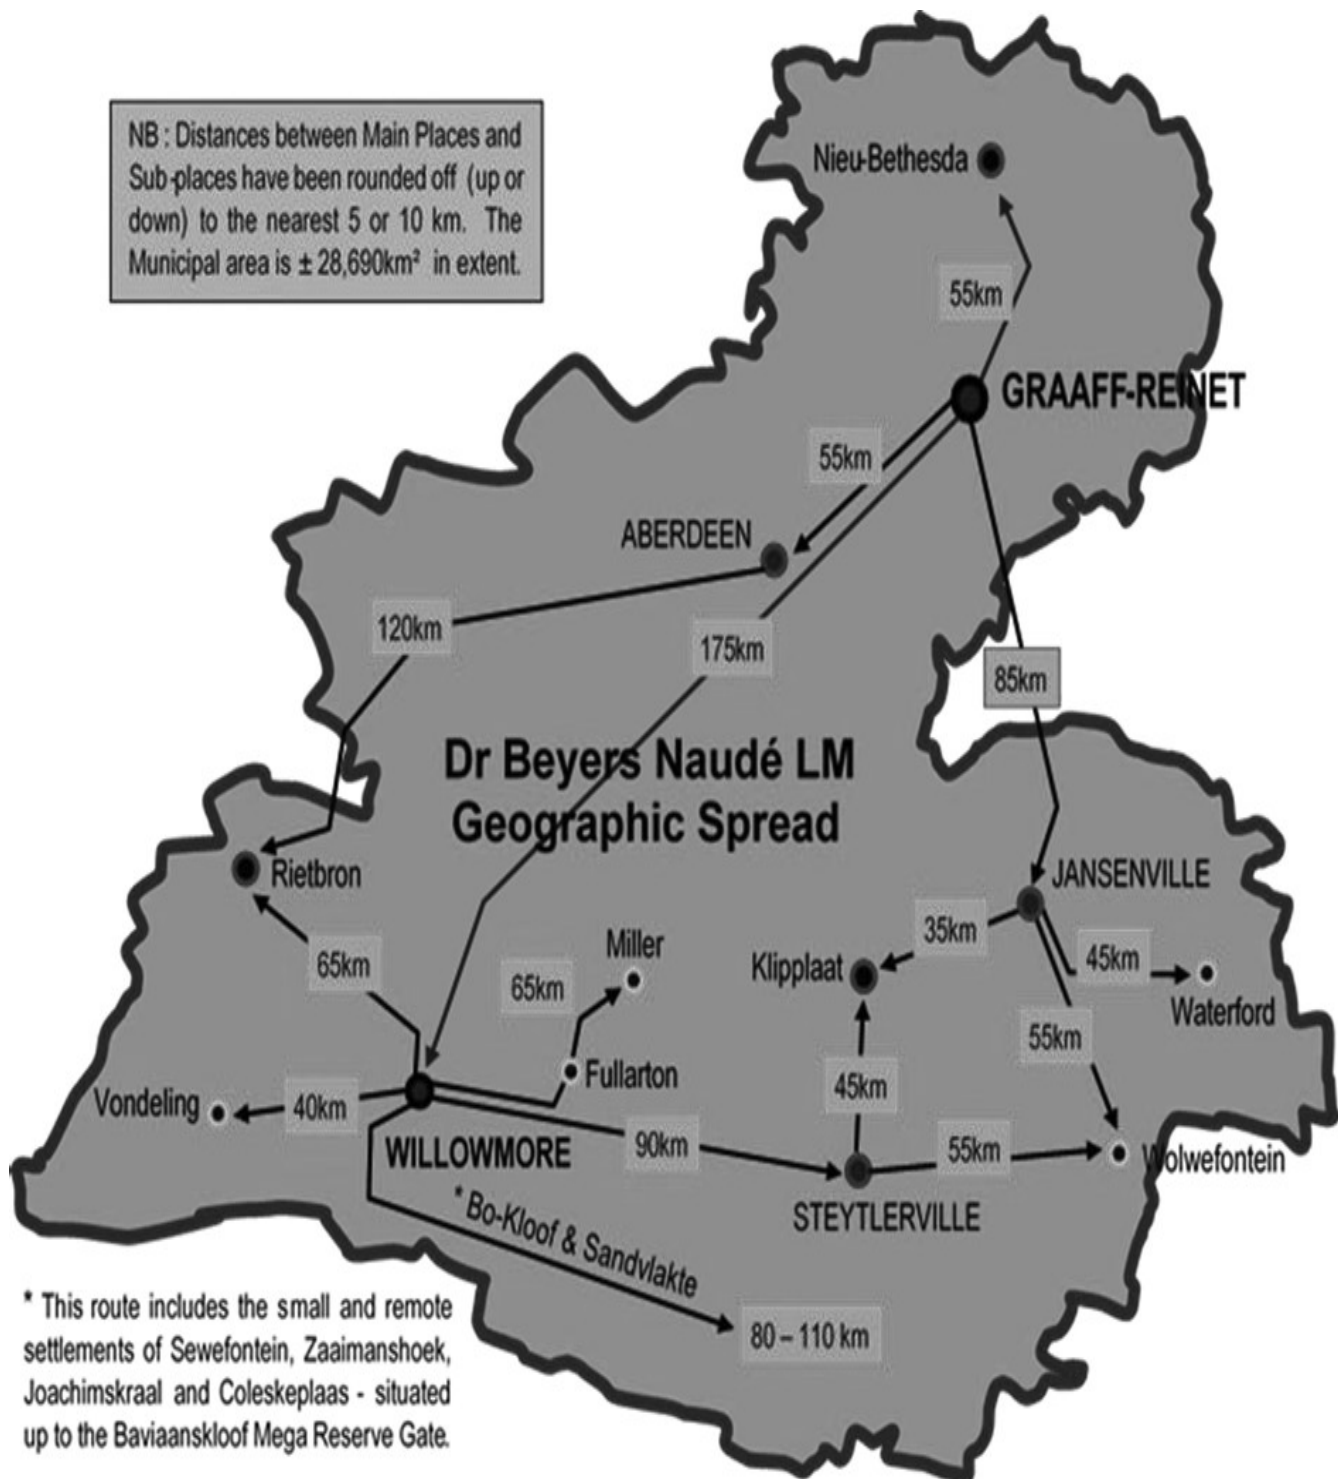 NB : Distances between Main Places and
Sub-places have been rounded off (up or
down) to the nearest 5 or 10 km. The
Municipal area is ± 28,690km² in extent.
Nieu-Bethesda
55km
GRAAFF-REINET
55km
ABERDEEN
120km
175km
85km
Dr Beyers Naudé LM
Geographic Spread
Rietbron
JANSENVILLE
35km
65km
Miller
65km
Klipplaat
45km
Waterford
55km
Fullarton
45km
Vondeling
40km
WILLOWMORE
90km
55km
Wolwefontein
STEYTLERVILLE
* Bo-Kloof & Sandvlakte
80 – 110 km
* This route includes the small and remote
settlements of Sewefontein, Zaaimanshoek,
Joachimskraal and Coleskeplaas - situated
up to the Baviaanskloof Mega Reserve Gate.